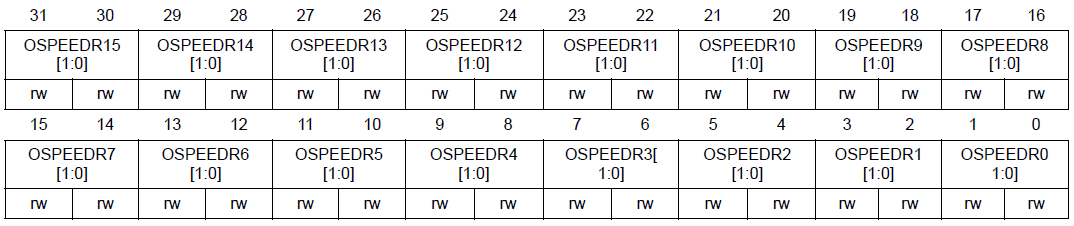 31 30 29 28 27 26 25 24 23 22 21 20 19 18 17 16
OSPEEDR15 OSPEEDR14 OSPEEDR13 OSPEEDR12 OSPEEDR11 OSPEEDR10 OSPEEDR9 OSPEEDR8
[1:0] [1:0] [1:0] [1:0] [1:0] [1:0] [1:0] [1:0]
rw rw rw rw rw rw rw rw rw rw rw rw rw rw rw rw
15 14 13 12 11 10 9 8 7 6 5 4 3 2 1 0
OSPEEDR7 OSPEEDR6 OSPEEDR5 OSPEEDR4 OSPEEDR3[ OSPEEDR2 OSPEEDR1 OSPEEDR0
[1:0] [1:0] [1:0] [1:0] 1:0] [1:0] [1:0] 1:0]
rw rw rw rw rw rw rw rw rw rw rw rw rw rw rw rw